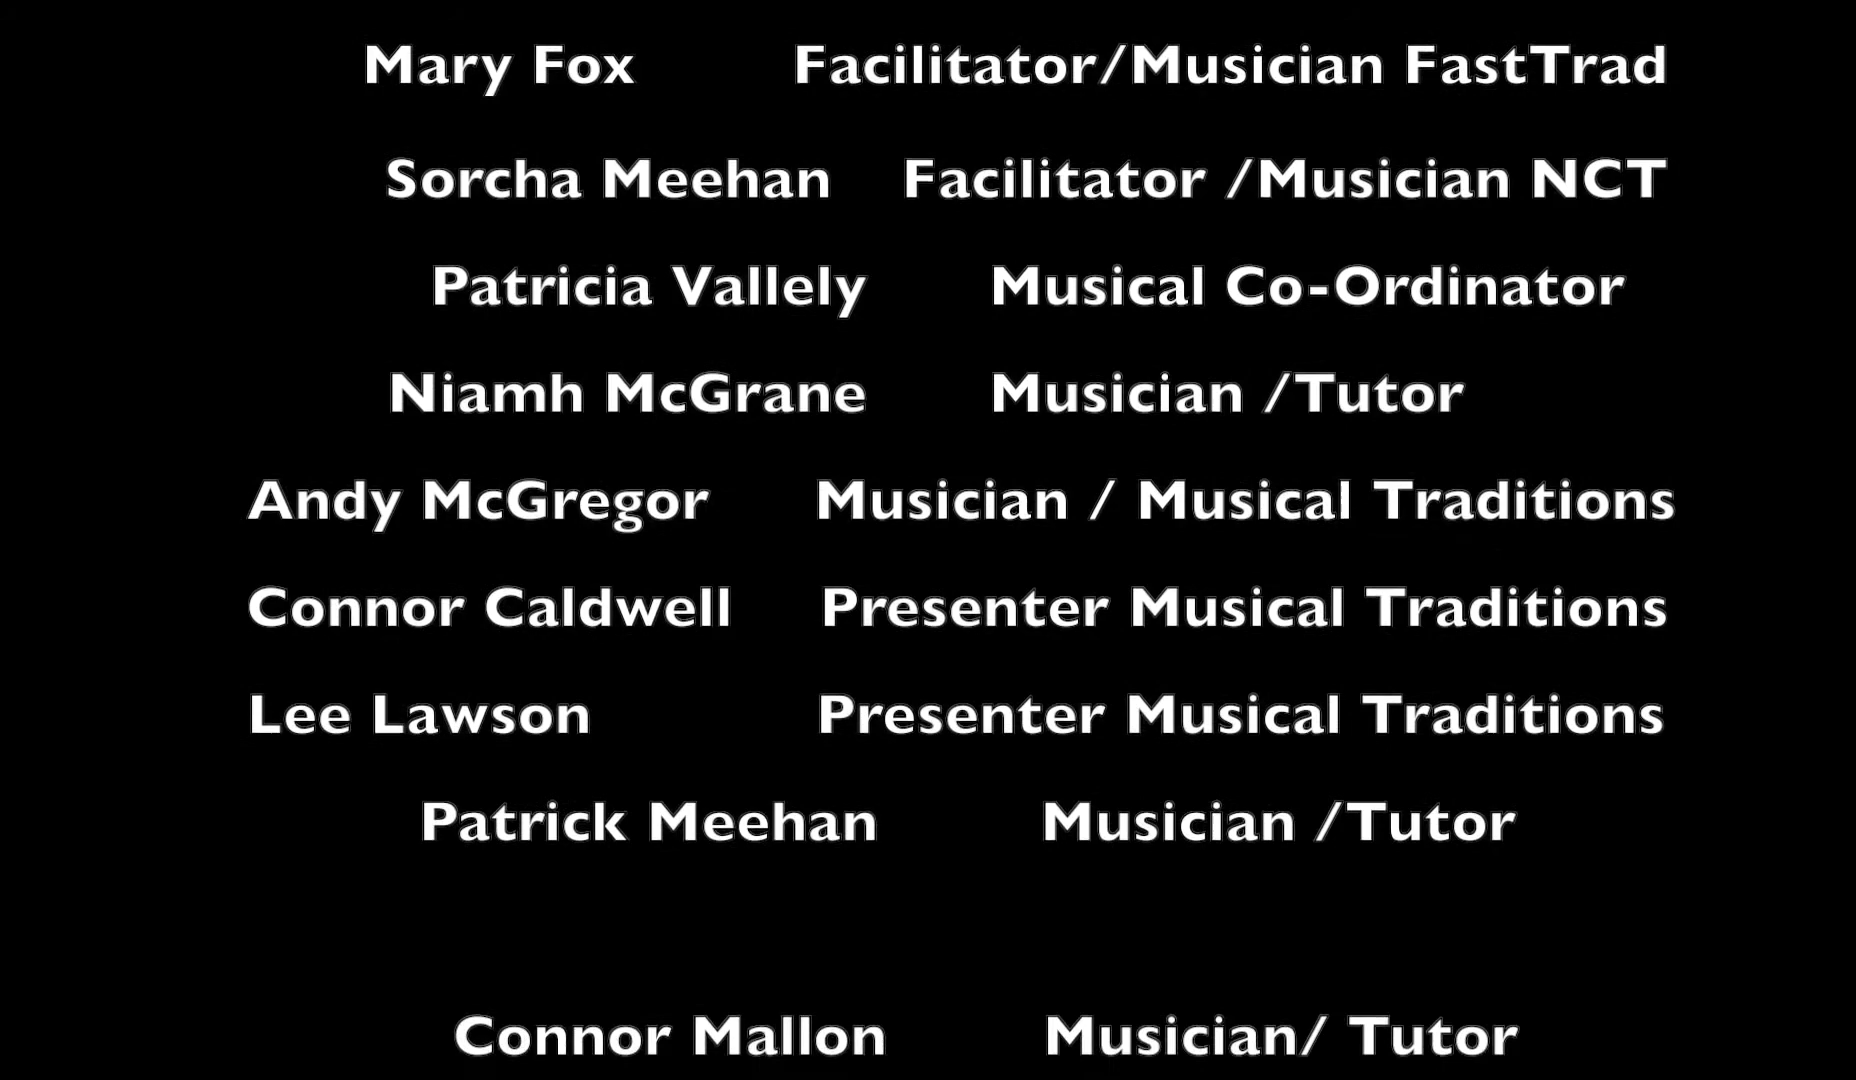 Mary Fox Facilitator/Musician FastTrad
Sorcha Meehan Facilitator /Musician NCT
Patricia Vallely Musical Co-Ordinator
Niamh McGrane Musician /Tutor
Andy McGregor Musician / Musical Traditions
Connor Caldwell Presenter Musical Traditions
Lee Lawson Presenter Musical Traditions
Patrick Meehan Musician /Tutor
Connor Mallon Musician/ Tutor